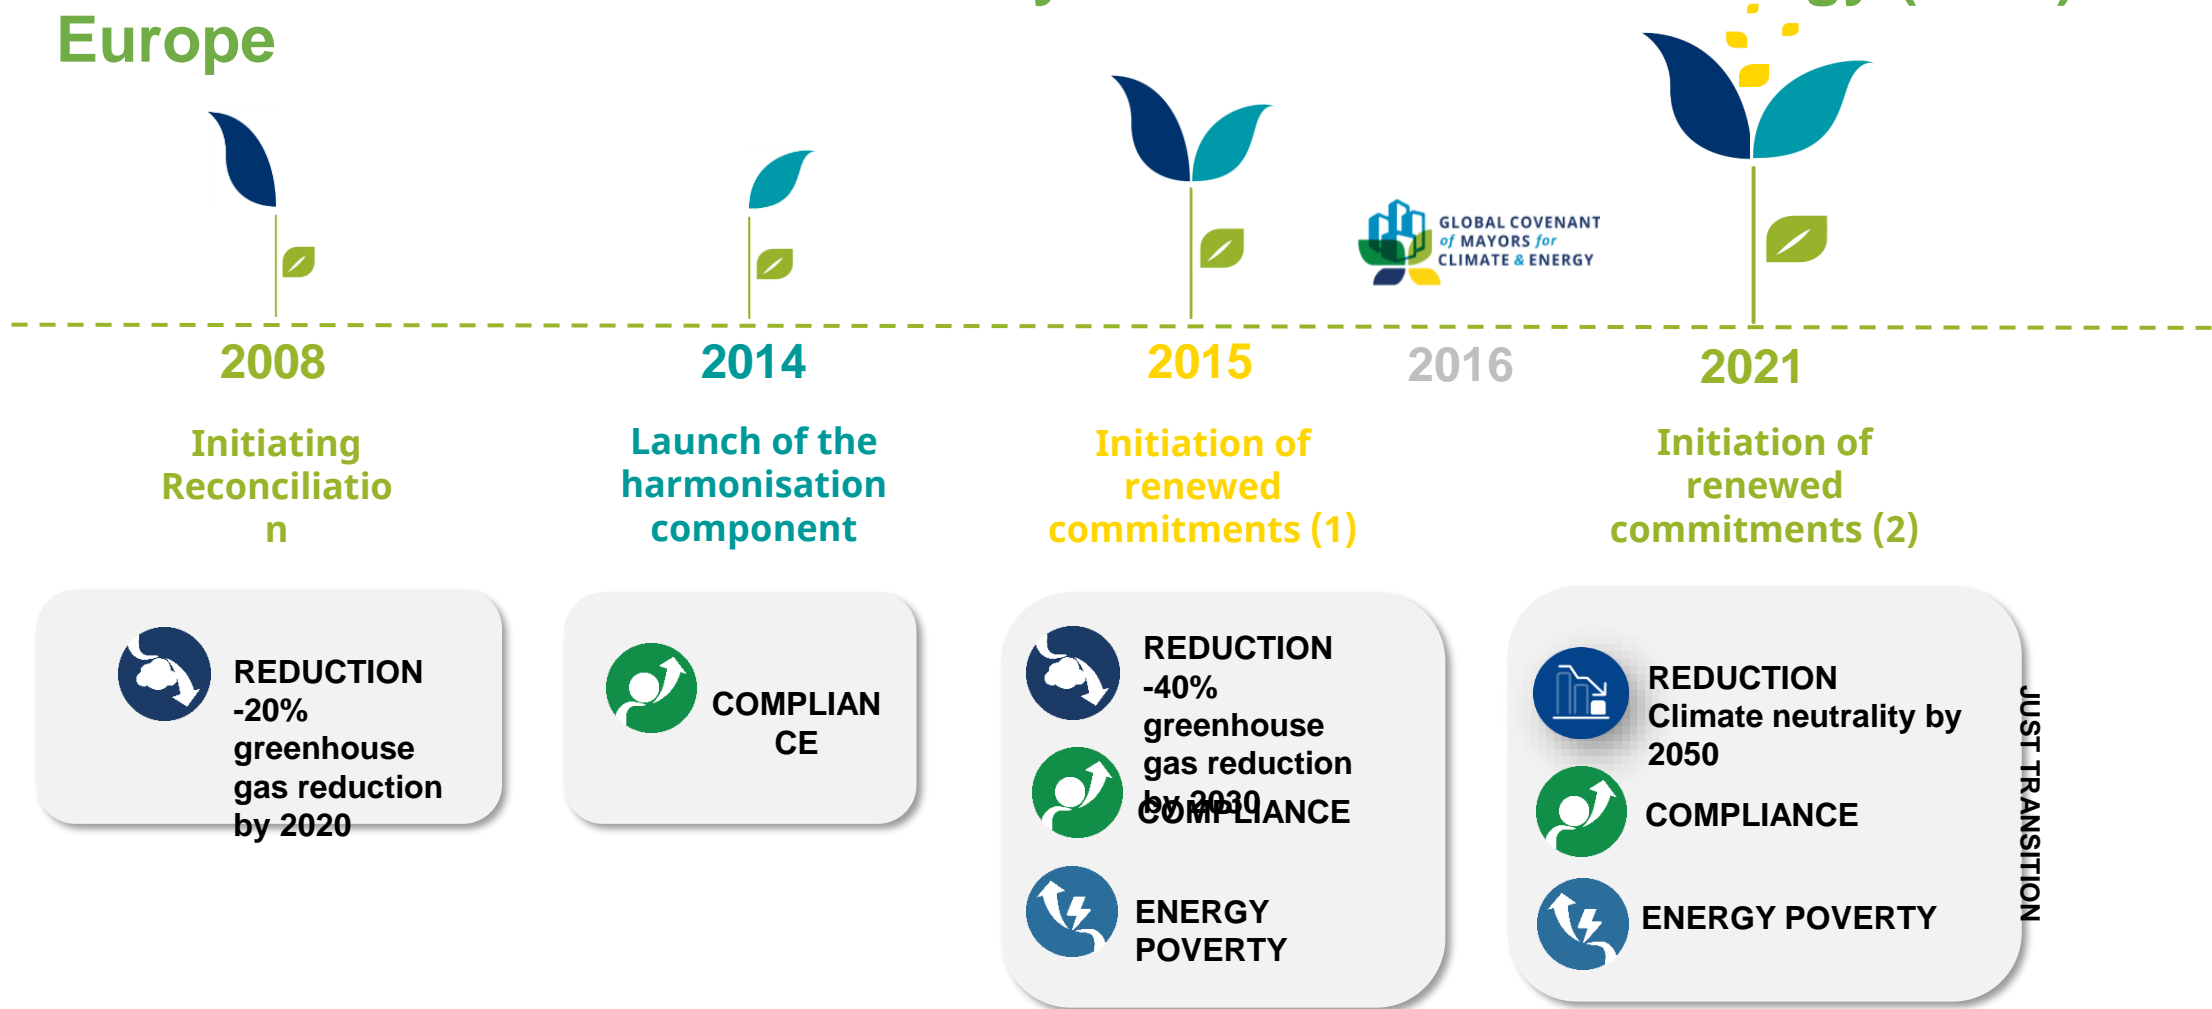 Europe
GLOBAL COVENANT
of MAYORS for
CLIMATE & ENERGY
2008
2014
2015
2016
2021
Initiating
Reconciliatio
n
Launch of the
harmonisation
component
Initiation of
renewed
commitments (1)
Initiation of
renewed
commitments (2)
REDUCTION
-20%
greenhouse
gas reduction
by 2020
COMPLIAN
CE
REDUCTION
-40%
greenhouse
gas reduction
by 2030
COMPLIANCE
ENERGY
POVERTY
REDUCTION
Climate neutrality by
2050
COMPLIANCE
ENERGY POVERTY
JUST TRANSITION